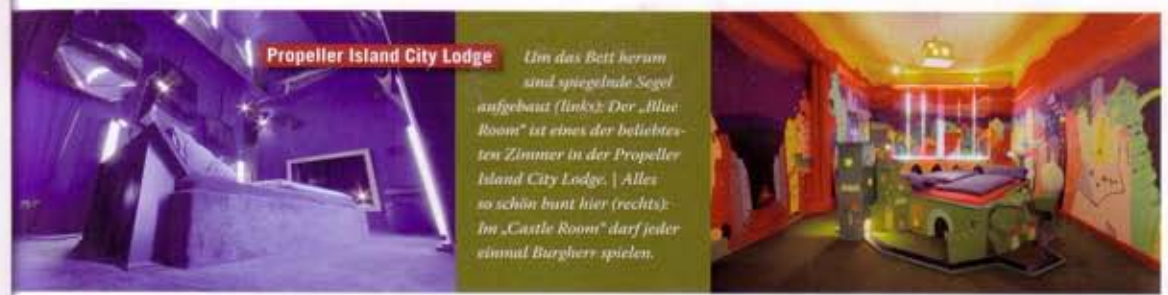 Propeller Island City Lodge
Um das Bett herum
sind spiegelnde Segel
aufgebaut (links): Der „Blue
Room“ ist eines der beliebtes-
ten Zimmer in der Propeller
Island City Lodge. | Alles
so schön bunt hier (rechts):
Im „Castle Room“ darf jeder
einmal Burgherr spielen.